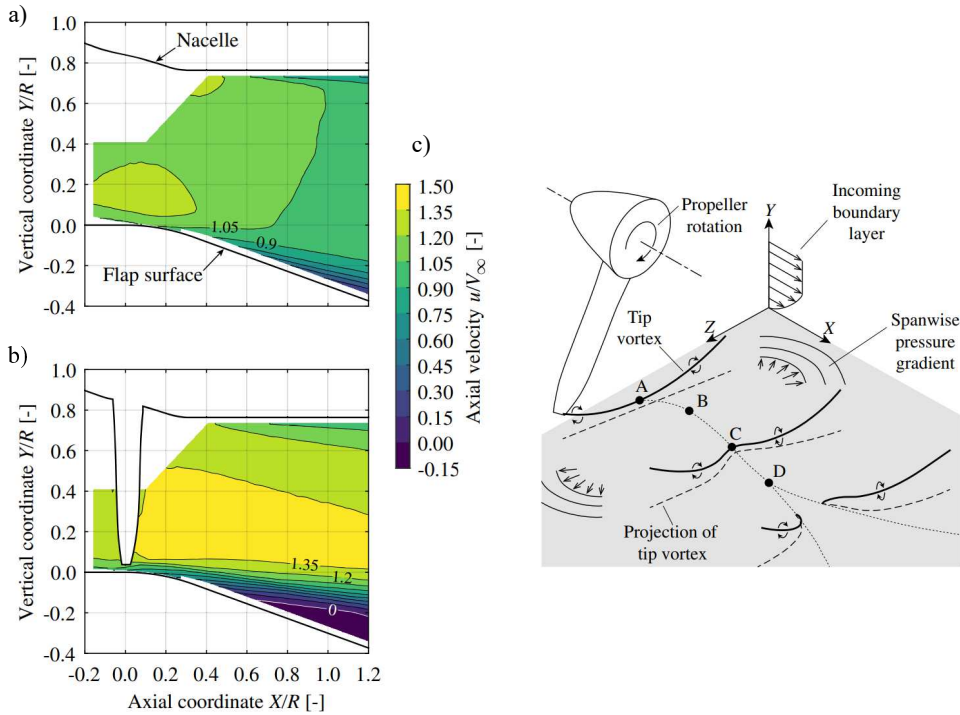 a)
1.0
0.8
0.6
0.4
0.2
0.0
-0.2
-0.4
Vertical coordinate Y/R [-]
Nacelle
1.05
0.9
Flap surface
b)
1.0
0.8
0.6
0.4
0.2
0.0
-0.2
-0.4
Vertical coordinate Y/R [-]
1.35
1.2
0
-0.2
0.0
0.2
0.4
0.6
0.8
1.0
1.2
Axial coordinate X/R [-]
1.50
1.35
1.20
1.05
0.90
0.75
0.60
0.45
0.30
0.15
0.00
-0.15
Axial velocity u/V∞ [-]
c)
Propeller
rotation
Incoming
boundary
layer
Y
Z
X
Tip
vortex
Spanwise
pressure
gradient
A
B
C
D
Projection of
tip vortex